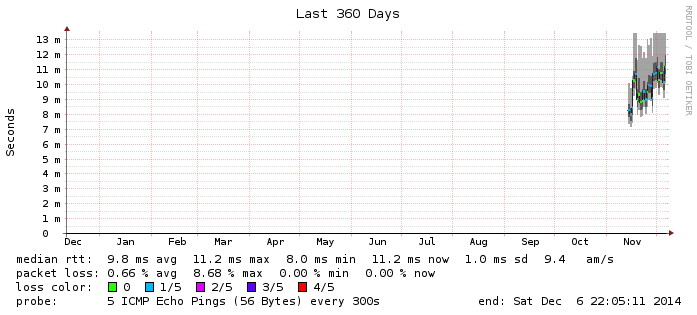 Last 360 Days
RRDTOOL / TOBI OETIKER
Seconds
13 m
12 m
11 m
10 m
9 m
8 m
7 m
6 m
5 m
4 m
3 m
2 m
1 m
0
Dec Jan Feb Mar Apr May Jun Jul Aug Sep Oct Nov
median rtt: 9.8 ms avg 11.2 ms max 8.0 ms min 11.2 ms now 1.0 ms sd 9.4 am/s
packet loss: 0.66 % avg 8.68 % max 0.00 % min 0.00 % now
loss color: 0 1/5 2/5 3/5 4/5
probe: 5 ICMP Echo Pings (56 Bytes) every 300s end: Sat Dec 6 22:05:11 2014